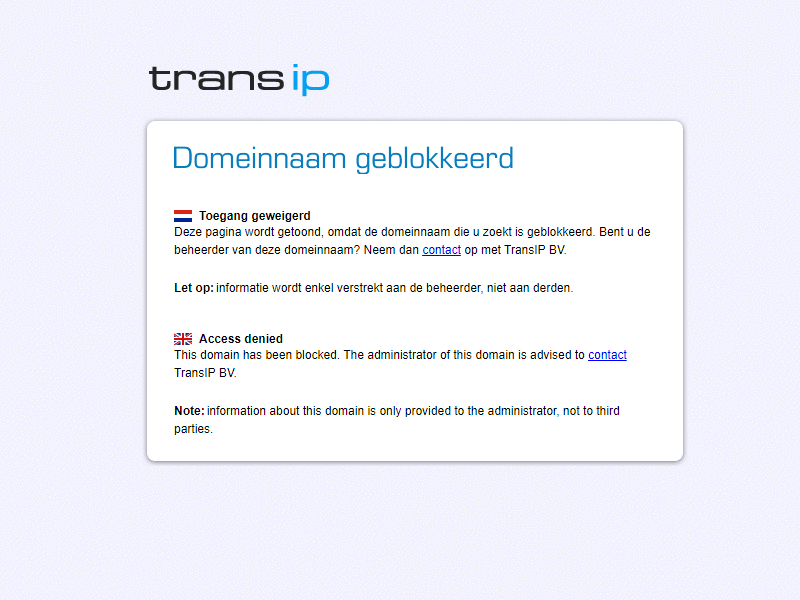 trans ip
Domeinnaam geblokkeerd
Toegang geweigerd
Deze pagina wordt getoond, omdat de domeinnaam die u zoekt is geblokkeerd. Bent u de
beheerder van deze domeinnaam? Neem dan contact op met TransIP BV.
Let op: informatie wordt enkel verstrekt aan de beheerder, niet aan derden.
Access denied
This domain has been blocked. The administrator of this domain is advised to contact
TransIP BV.
Note: information about this domain is only provided to the administrator, not to third
parties.